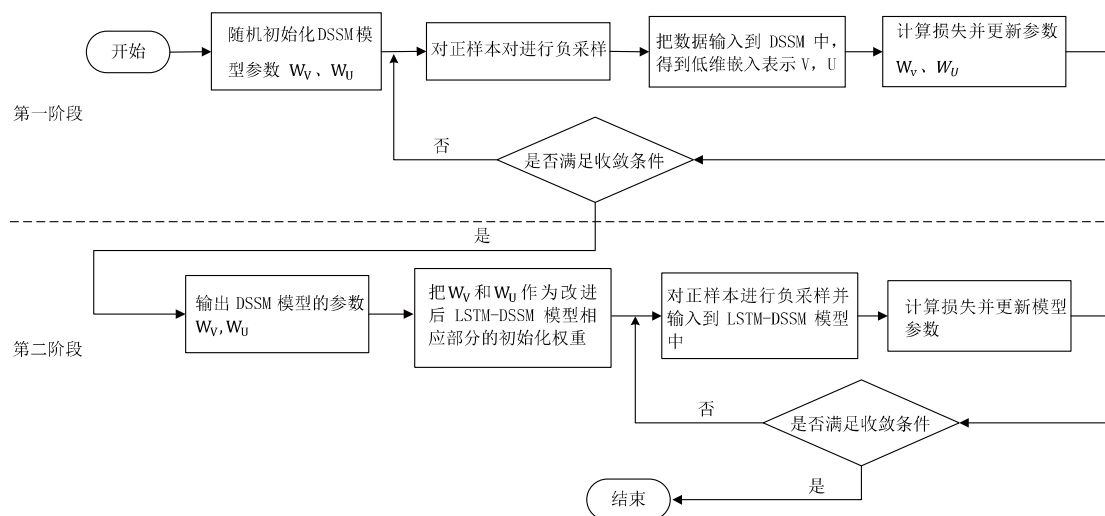 开始
随机初始化DSSM模
型参数 W_V、W_U
对正样本对进行负采样
把数据输入到 DSSM 中，
得到低维嵌入表示 V，U
计算损失并更新参数
W_v、W_U
第一阶段
否
是否满足收敛条件
是
输出 DSSM 模型的参数
W_V,W_U
把W_V和W_U作为改进
后 LSTM-DSSM 模型相
应部分的初始化权重
对正样本进行负采样并
输入到 LSTM-DSSM 模型
中
计算损失并更新模型
参数
第二阶段
否
是否满足收敛条件
是
结束